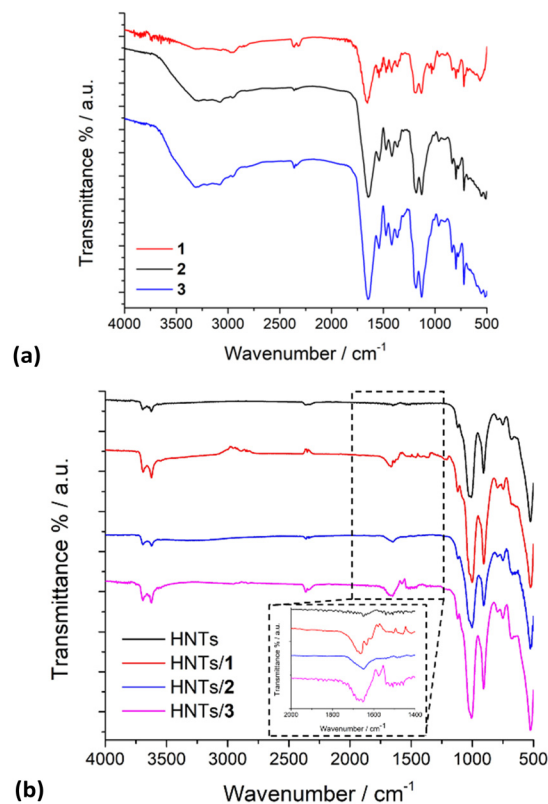 Transmittance % / a.u.
1
2
3
4000 3500 3000 2500 2000 1500 1000 500
Wavenumber / cm⁻¹
(a)
Transmittance % / a.u.
HNTs
HNTs/1
HNTs/2
HNTs/3
Transmittance % / a.u.
2000 1800 1600 1400
Wavenumber / cm⁻¹
4000 3500 3000 2500 2000 1500 1000 500
Wavenumber / cm⁻¹
(b)